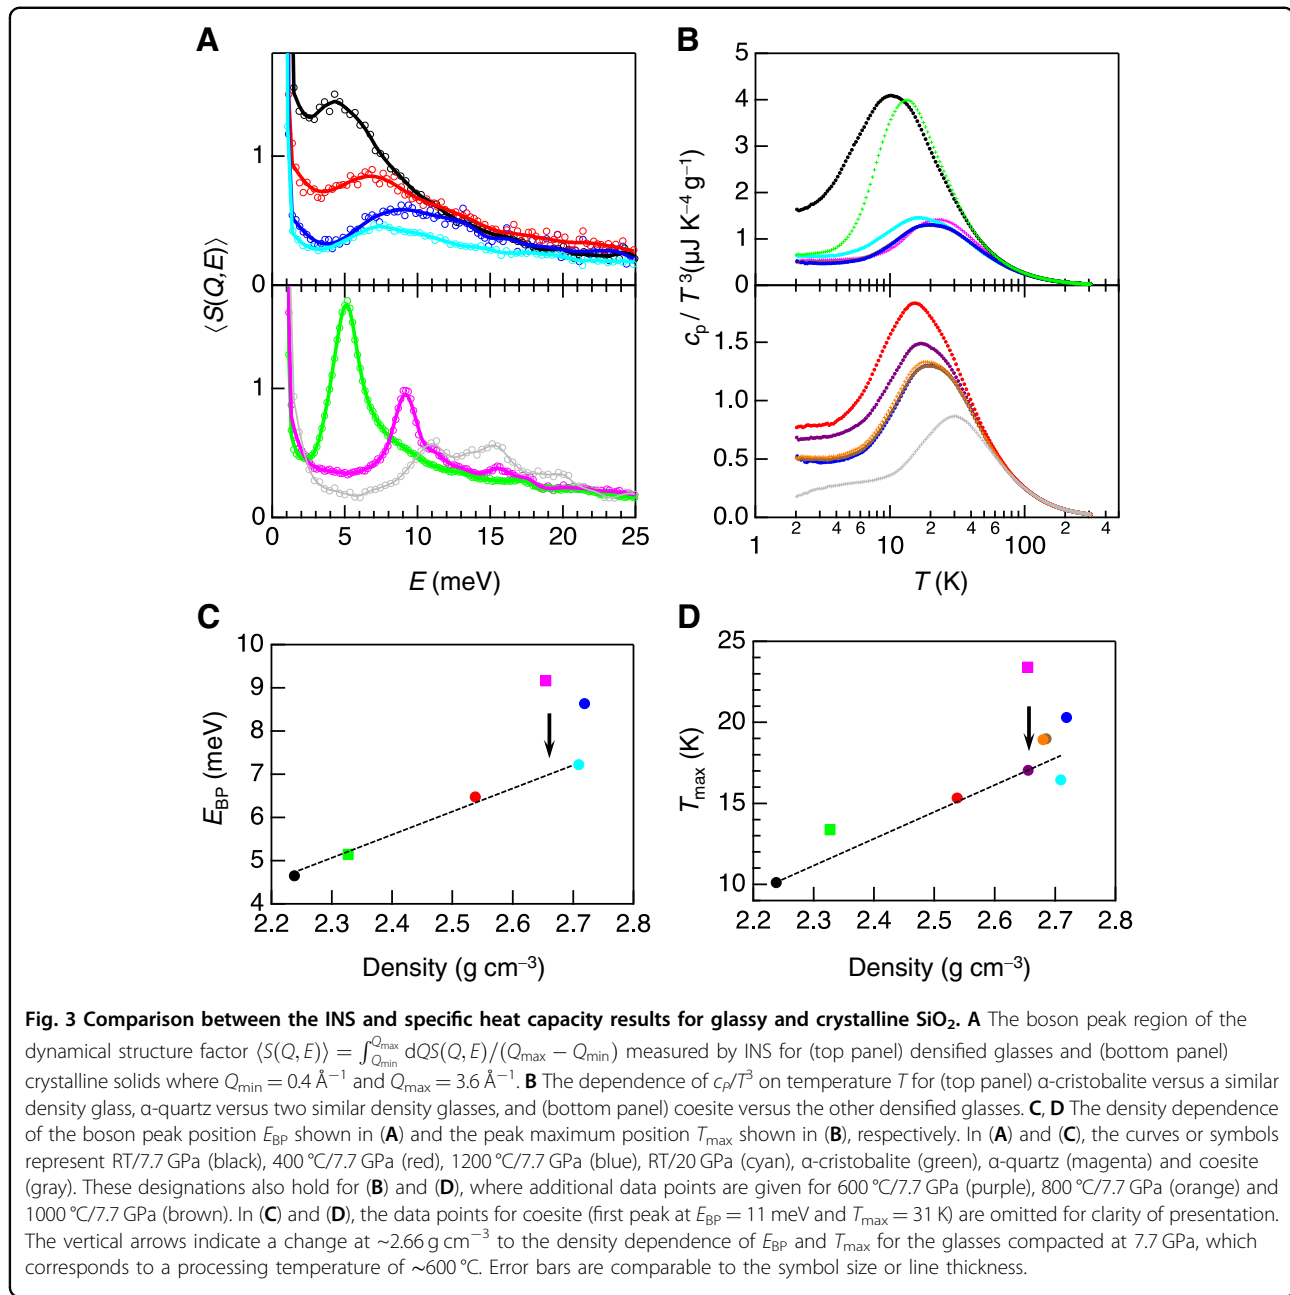 A
B
1
0
1
0
⟨S(Q,E)⟩
0 5 10 15 20 25
E (meV)
5
4
3
2
1
0
1.5
1.0
0.5
0.0
c_p / T^3 (μJ K^−4 g^−1)
2 4 6 2 4 6 2 4
1 10 100
T (K)
C
D
10
9
8
7
6
5
4
E_BP (meV)
2.2 2.3 2.4 2.5 2.6 2.7 2.8
Density (g cm^−3)
25
20
15
10
T_max (K)
2.2 2.3 2.4 2.5 2.6 2.7 2.8
Density (g cm^−3)
Fig. 3 Comparison between the INS and specific heat capacity results for glassy and crystalline SiO₂. A The boson peak region of the
dynamical structure factor ⟨S(Q, E)⟩ = ∫_{Q_min}^{Q_max} dQS(Q, E)/(Q_max − Q_min) measured by INS for (top panel) densified glasses and (bottom panel)
crystalline solids where Q_min = 0.4 Å^−1 and Q_max = 3.6 Å^−1. B The dependence of c_P/T^3 on temperature T for (top panel) α-cristobalite versus a similar
density glass, α-quartz versus two similar density glasses, and (bottom panel) coesite versus the other densified glasses. C, D The density dependence
of the boson peak position E_BP shown in (A) and the peak maximum position T_max shown in (B), respectively. In (A) and (C), the curves or symbols
represent RT/7.7 GPa (black), 400 °C/7.7 GPa (red), 1200 °C/7.7 GPa (blue), RT/20 GPa (cyan), α-cristobalite (green), α-quartz (magenta) and coesite
(gray). These designations also hold for (B) and (D), where additional data points are given for 600 °C/7.7 GPa (purple), 800 °C/7.7 GPa (orange) and
1000 °C/7.7 GPa (brown). In (C) and (D), the data points for coesite (first peak at E_BP = 11 meV and T_max = 31 K) are omitted for clarity of presentation.
The vertical arrows indicate a change at ~2.66 g cm^−3 to the density dependence of E_BP and T_max for the glasses compacted at 7.7 GPa, which
corresponds to a processing temperature of ~600 °C. Error bars are comparable to the symbol size or line thickness.